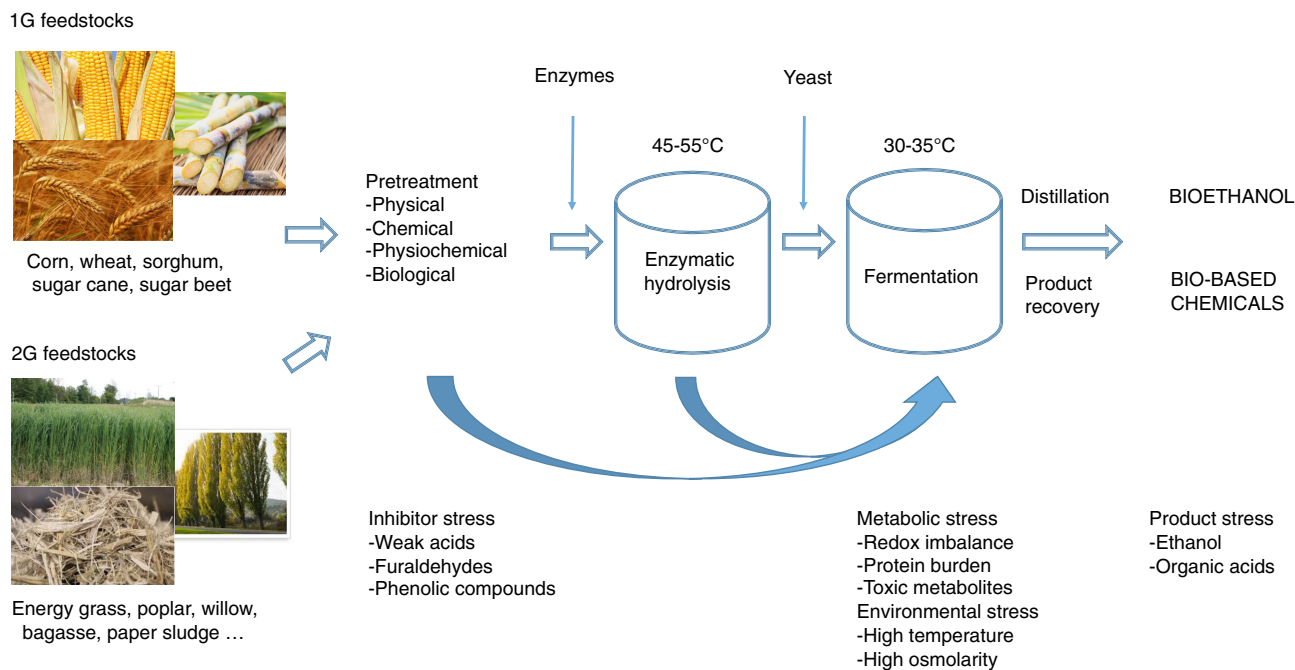 1G feedstocks
Corn, wheat, sorghum,
sugar cane, sugar beet
2G feedstocks
Energy grass, poplar, willow,
bagasse, paper sludge …
Pretreatment
-Physical
-Chemical
-Physiochemical
-Biological
Enzymes
45-55°C
Enzymatic
hydrolysis
Yeast
30-35°C
Fermentation
Distillation
Product
recovery
BIOETHANOL
BIO-BASED
CHEMICALS
Inhibitor stress
-Weak acids
-Furaldehydes
-Phenolic compounds
Metabolic stress
-Redox imbalance
-Protein burden
-Toxic metabolites
Environmental stress
-High temperature
-High osmolarity
Product stress
-Ethanol
-Organic acids